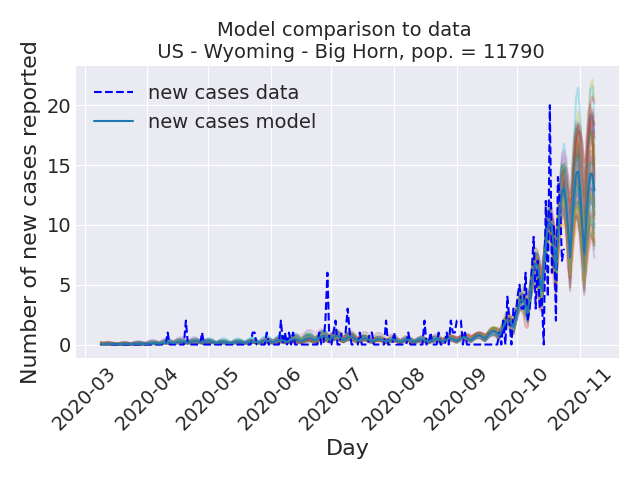 Model comparison to data
US - Wyoming - Big Horn, pop. = 11790
Number of new cases reported
20
15
10
5
0
new cases data
new cases model
2020-03
2020-04
2020-05
2020-06
2020-07
2020-08
2020-09
2020-10
2020-11
Day